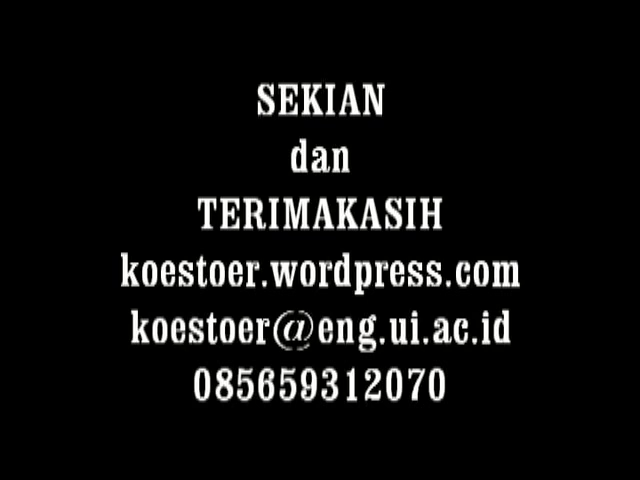 SEKIAN
dan
TERIMAKASIH
koestoer.wordpress.com
koestoer@eng.ui.ac.id
085659312070